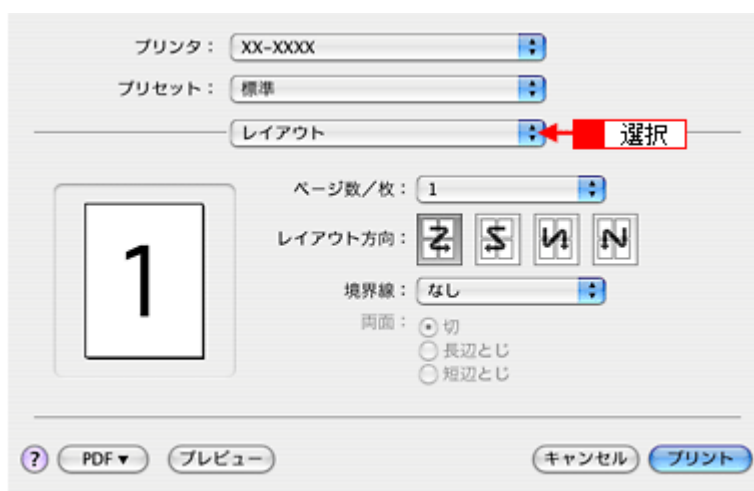 プリンタ： XX-XXXX
プリセット： 標準
レイアウト 選択
ページ数／枚： 1
レイアウト方向：
境界線： なし
両面： 切
長辺とじ
短辺とじ
1
? PDF▼ プレビュー キャンセル プリント